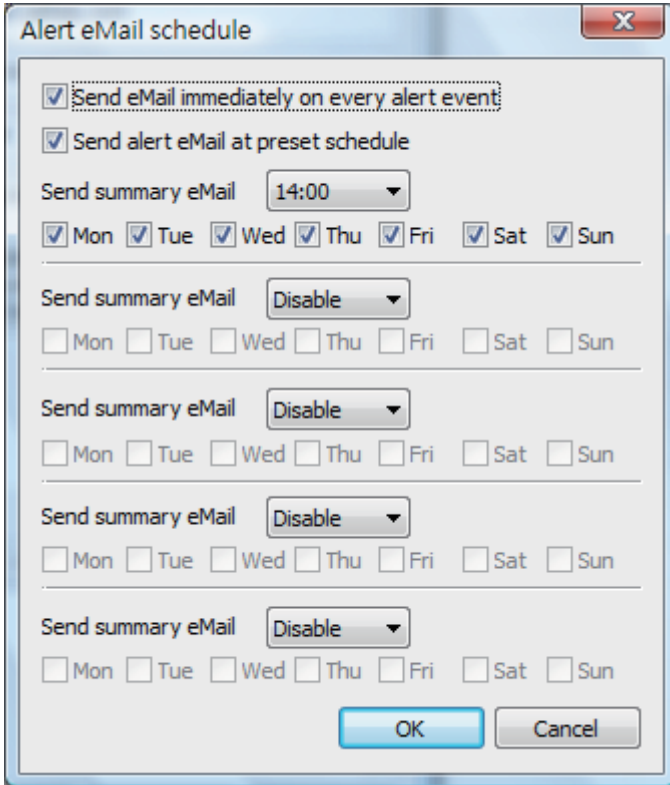 Alert eMail schedule
Send eMail immediately on every alert event
Send alert eMail at preset schedule
Send summary eMail 14:00
Mon Tue Wed Thu Fri Sat Sun
Send summary eMail Disable
Mon Tue Wed Thu Fri Sat Sun
Send summary eMail Disable
Mon Tue Wed Thu Fri Sat Sun
Send summary eMail Disable
Mon Tue Wed Thu Fri Sat Sun
Send summary eMail Disable
Mon Tue Wed Thu Fri Sat Sun
OK Cancel